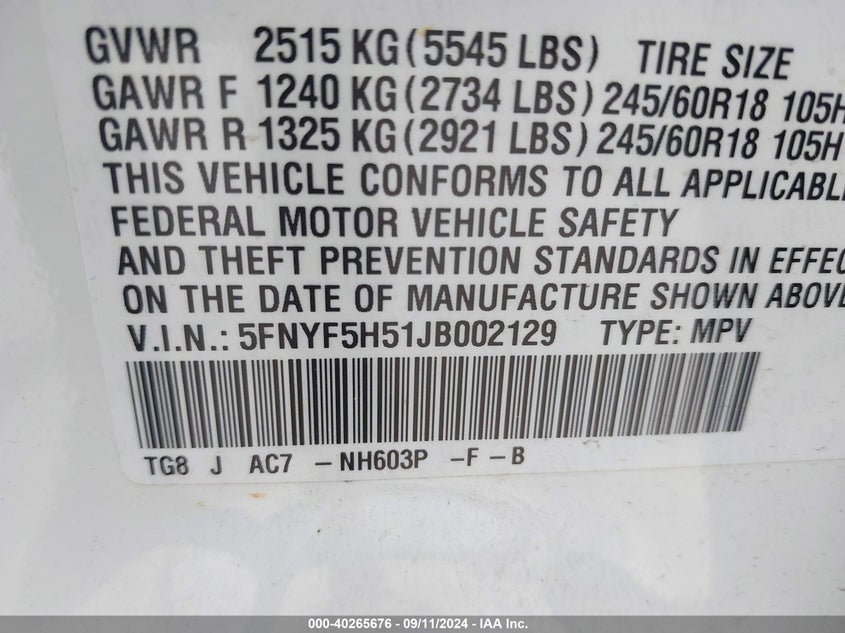 GVWR 2515 KG (5545 LBS) TIRE SIZE
GAWR F 1240 KG (2734 LBS) 245/60R18 105H
GAWR R 1325 KG (2921 LBS) 245/60R18 105H
THIS VEHICLE CONFORMS TO ALL APPLICABLE
FEDERAL MOTOR VEHICLE SAFETY
AND THEFT PREVENTION STANDARDS IN EFFEC
ON THE DATE OF MANUFACTURE SHOWN ABOVE
V.I.N.: 5FNYF5H51JB002129 TYPE: MPV
TG8 J AC7 -NH603P -F-B
000-40265676 - 09/11/2024 - IAA Inc.